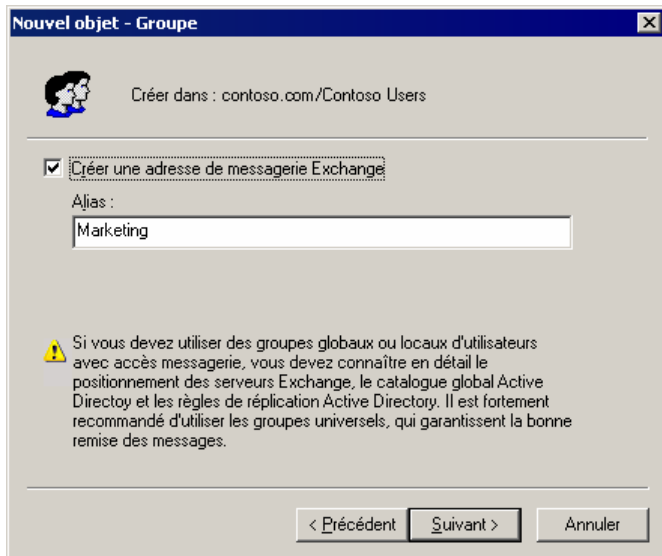 Nouvel objet - Groupe
Créer dans : contoso.com/Contoso Users
Créer une adresse de messagerie Exchange
Alias :
Marketing
Si vous devez utiliser des groupes globaux ou locaux d'utilisateurs
avec accès messagerie, vous devez connaître en détail le
positionnement des serveurs Exchange, le catalogue global Active
Directoy et les règles de réplication Active Directory. Il est fortement
recommandé d'utiliser les groupes universels, qui garantissent la bonne
remise des messages.
< Précédent
Suivant >
Annuler